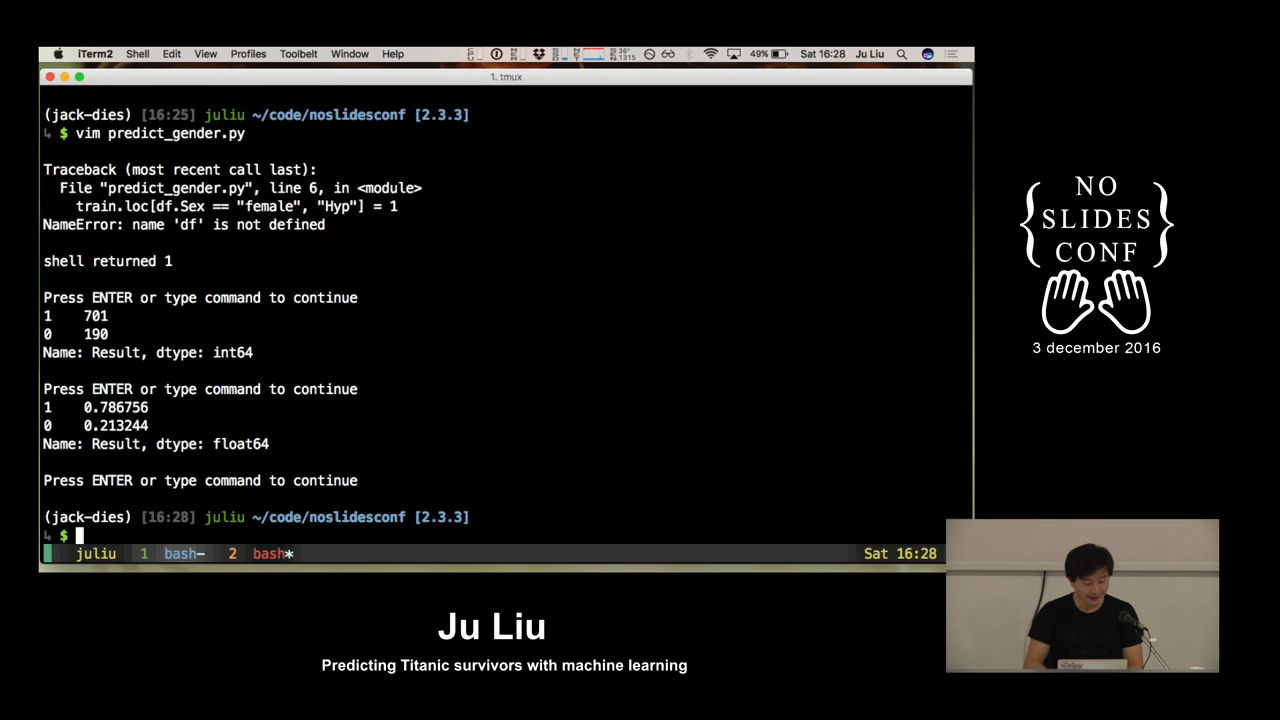 iTerm2 Shell Edit View Profiles Toolbelt Window Help 49% Sat 16:28 Ju Liu
1. tmux
(jack-dies) [16:25] juliu ~/code/noslidesconf [2.3.3]
↳ $ vim predict_gender.py
Traceback (most recent call last):
File "predict_gender.py", line 6, in <module>
train.loc[df.Sex == "female", "Hyp"] = 1
NameError: name 'df' is not defined
shell returned 1
Press ENTER or type command to continue
1 701
0 190
Name: Result, dtype: int64
Press ENTER or type command to continue
1 0.786756
0 0.213244
Name: Result, dtype: float64
Press ENTER or type command to continue
(jack-dies) [16:28] juliu ~/code/noslidesconf [2.3.3]
↳ $
juliu 1 bash- 2 bash* Sat 16:28
{ NO
SLIDES
CONF }
3 december 2016
Ju Liu
Predicting Titanic survivors with machine learning